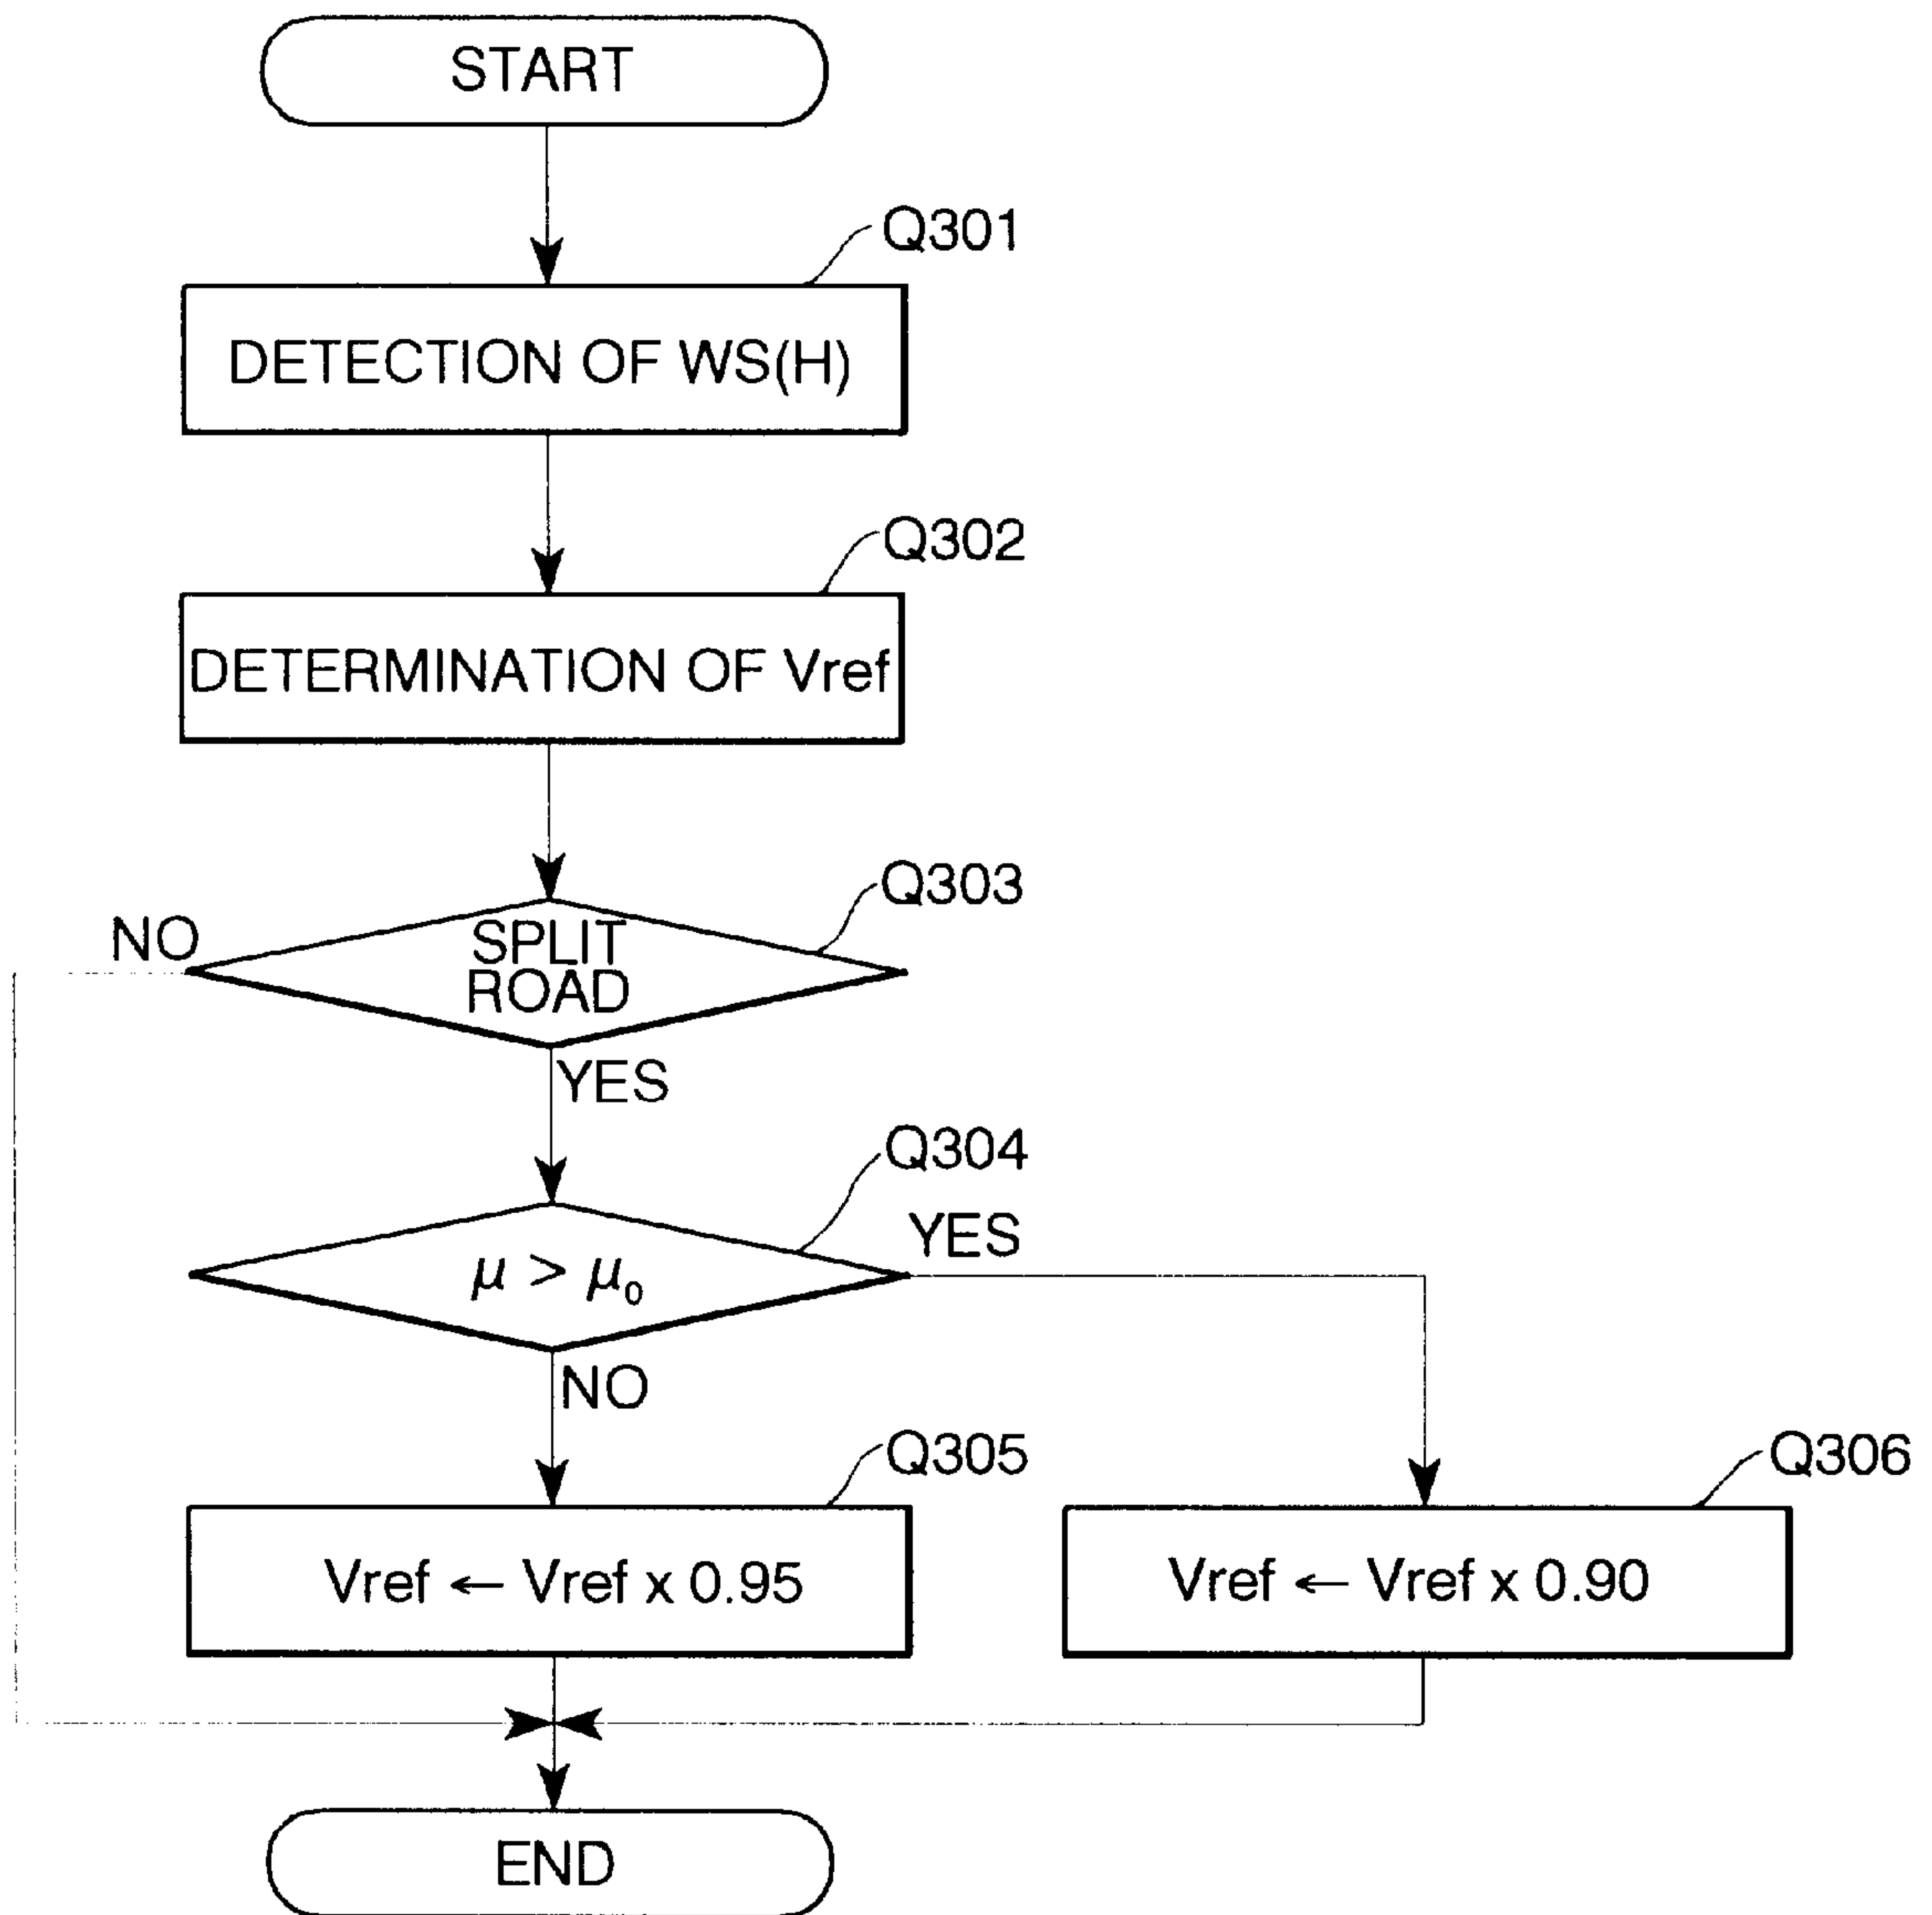 START
Q301
DETECTION OF WS(H)
Q302
DETERMINATION OF Vref
Q303
NO
SPLIT
ROAD
YES
Q304
YES
μ > μ₀
NO
Q305
Q306
Vref ← Vref x 0.95
Vref ← Vref x 0.90
END